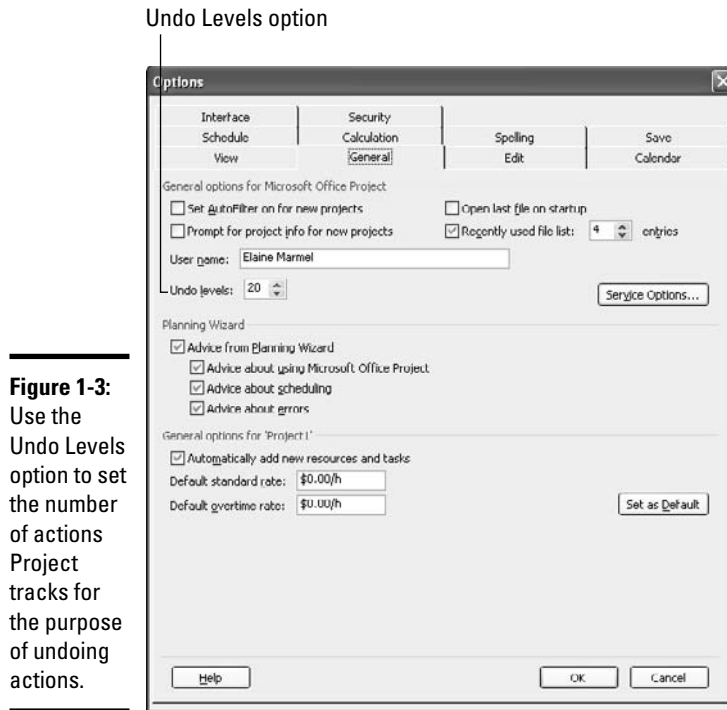 Undo Levels option
Options
Interface Security
Schedule Calculation Spelling Save
View General Edit Calendar
General options for Microsoft Office Project
Set AutoFilter on for new projects Open last file on startup
Prompt for project info for new projects Recently used file list: 4 entries
User name: Elaine Marmel
Undo levels: 20
Service Options...
Planning Wizard
Advice from Planning Wizard
Advice about using Microsoft Office Project
Advice about scheduling
Advice about errors
General options for 'Project1'
Automatically add new resources and tasks
Default standard rate: $0.00/h
Default overtime rate: $0.00/h Set as Default
Help OK Cancel
Figure 1-3:
Use the
Undo Levels
option to set
the number
of actions
Project
tracks for
the purpose
of undoing
actions.